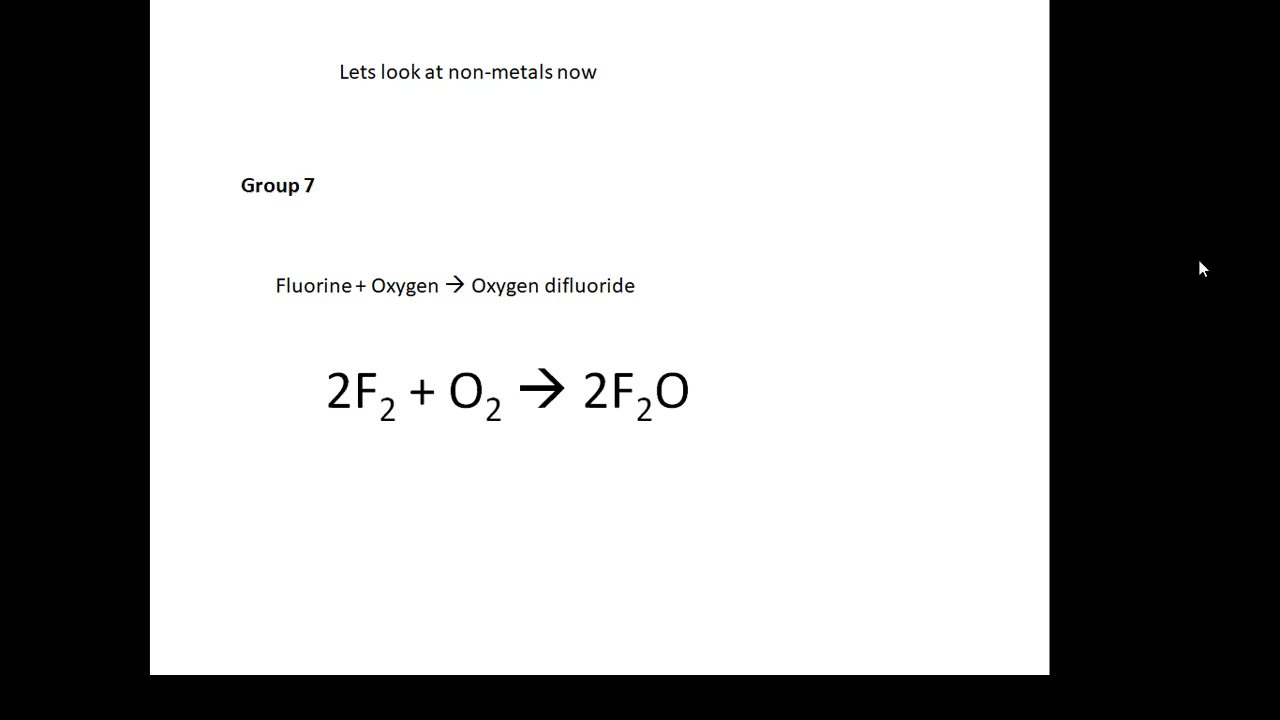 Lets look at non-metals now
Group 7
Fluorine + Oxygen → Oxygen difluoride
2F₂ + O₂ → 2F₂O